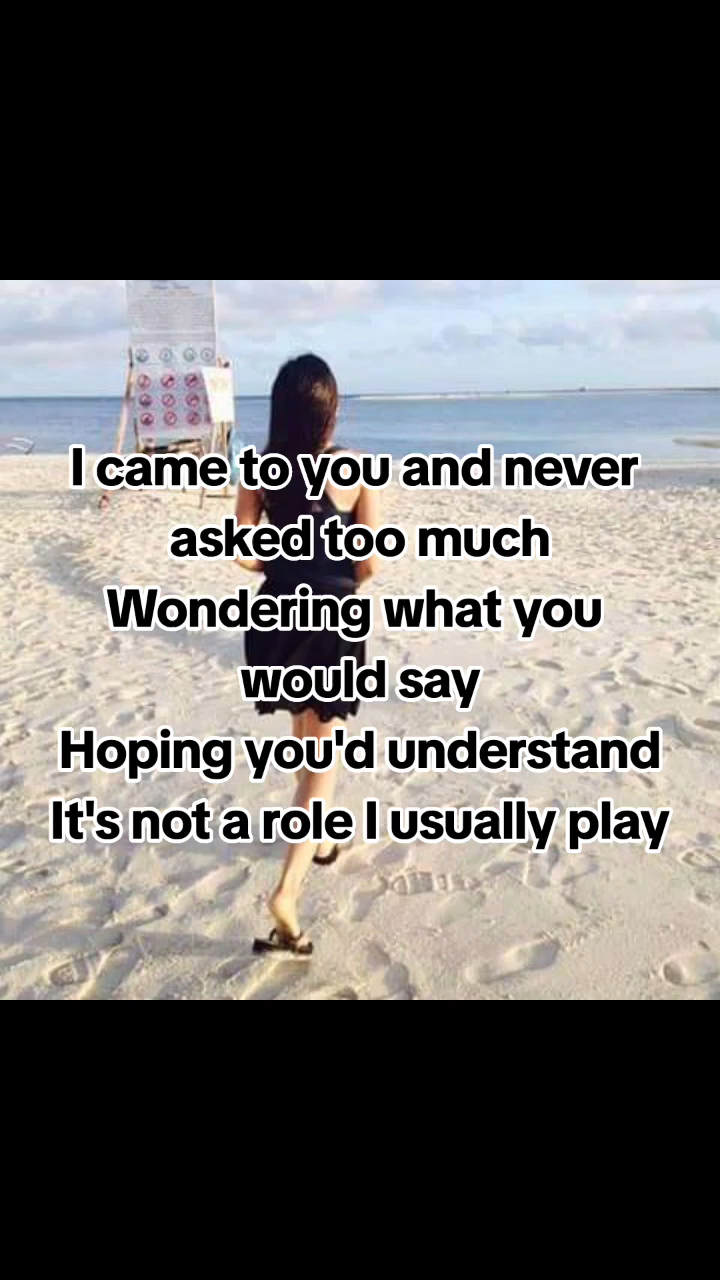 I came to you and never
asked too much
Wondering what you
would say
Hoping you'd understand
It's not a role I usually play